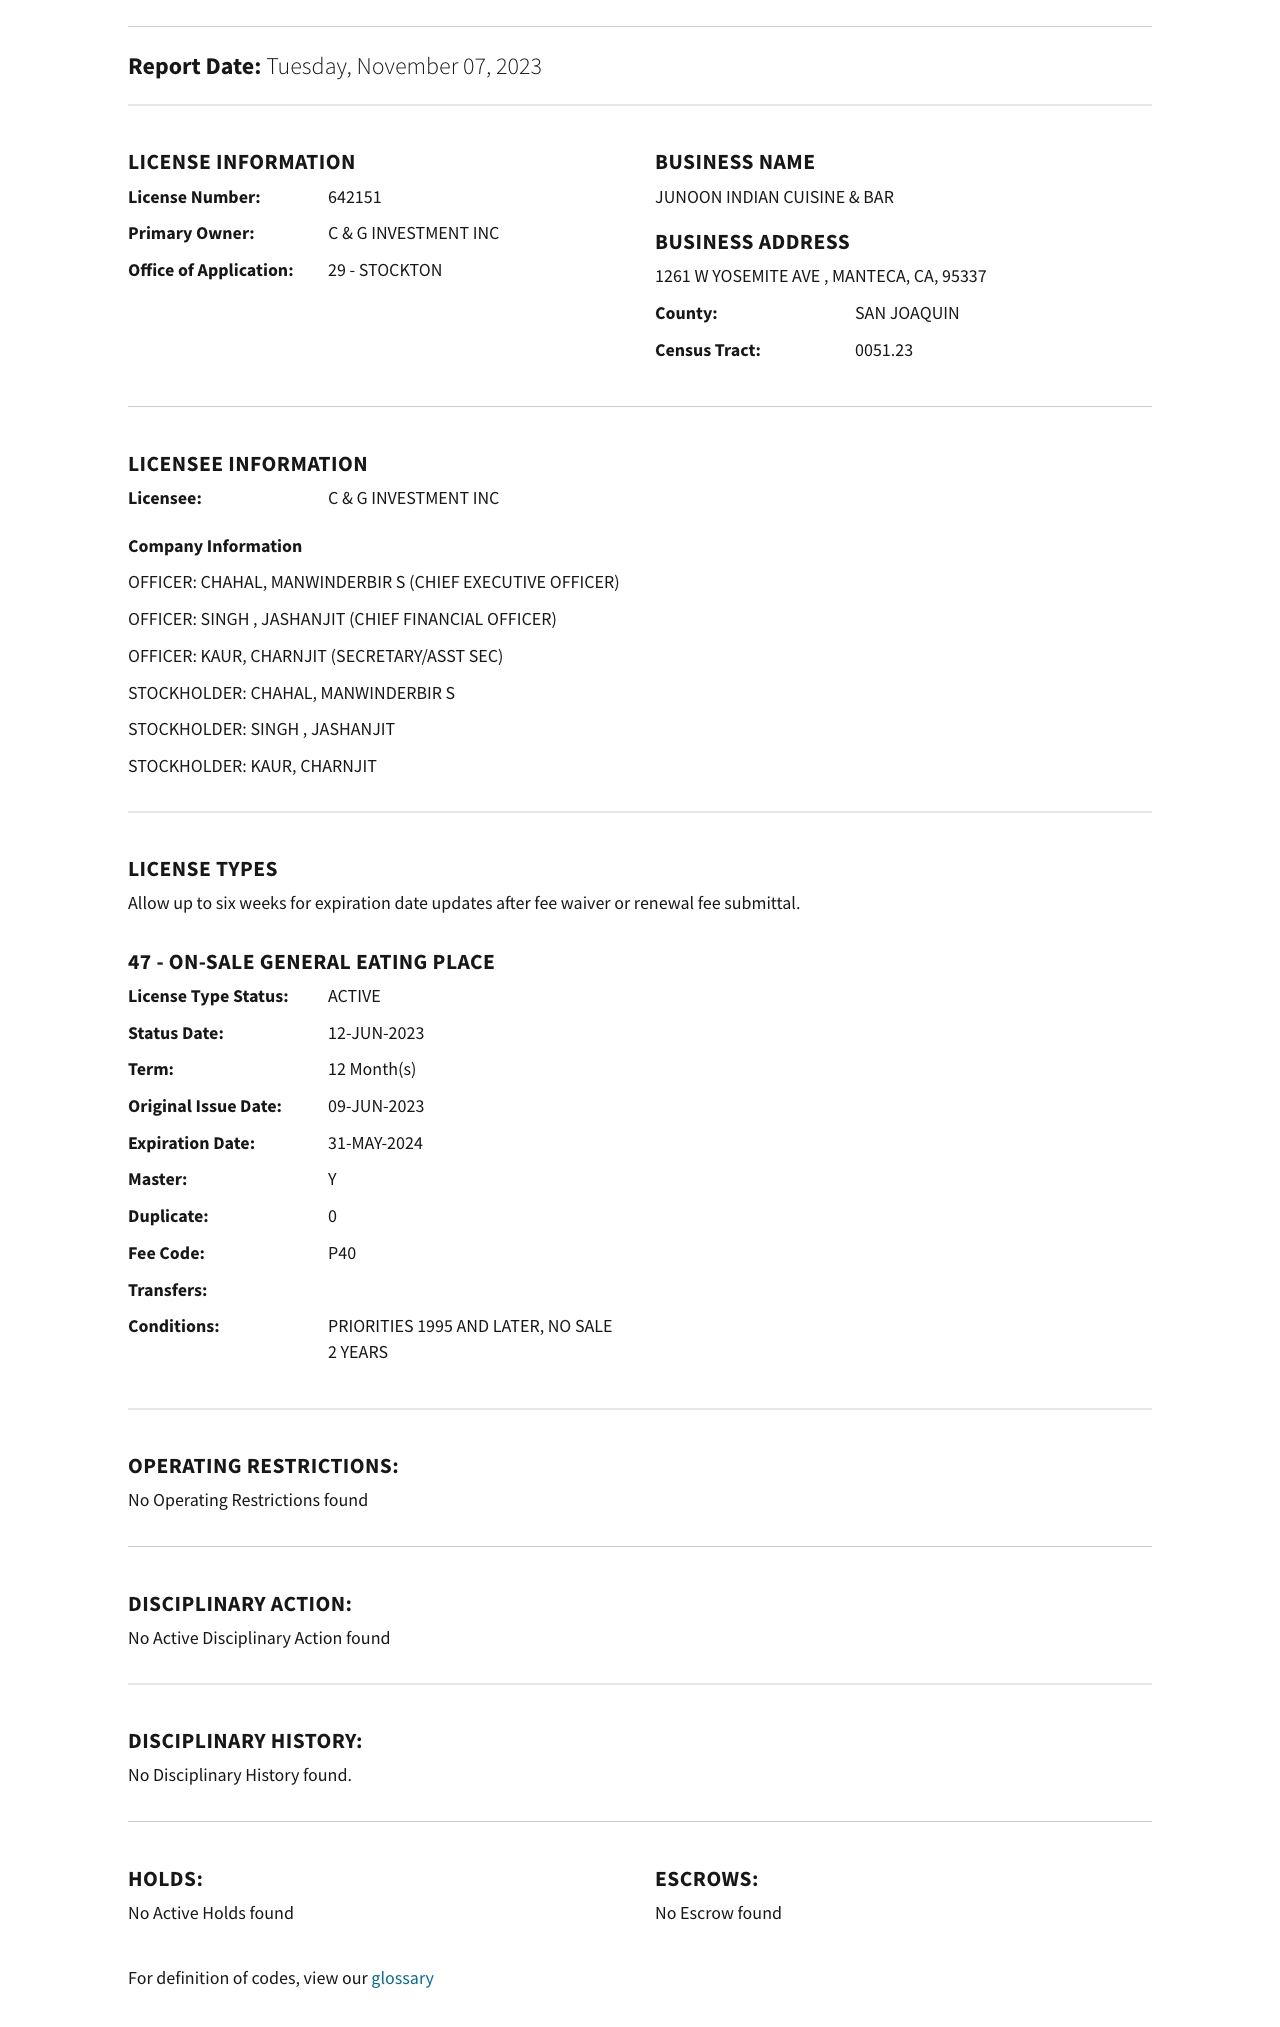 Report Date: Tuesday, November 07, 2023
LICENSE INFORMATION
License Number: 642151
Primary Owner: C & G INVESTMENT INC
Office of Application: 29 - STOCKTON
BUSINESS NAME
JUNOON INDIAN CUISINE & BAR
BUSINESS ADDRESS
1261 W YOSEMITE AVE , MANTECA, CA, 95337
County: SAN JOAQUIN
Census Tract: 0051.23
LICENSEE INFORMATION
Licensee: C & G INVESTMENT INC
Company Information
OFFICER: CHAHAL, MANWINDERBIR S (CHIEF EXECUTIVE OFFICER)
OFFICER: SINGH , JASHANJIT (CHIEF FINANCIAL OFFICER)
OFFICER: KAUR, CHARNJIT (SECRETARY/ASST SEC)
STOCKHOLDER: CHAHAL, MANWINDERBIR S
STOCKHOLDER: SINGH , JASHANJIT
STOCKHOLDER: KAUR, CHARNJIT
LICENSE TYPES
Allow up to six weeks for expiration date updates after fee waiver or renewal fee submittal.
47 - ON-SALE GENERAL EATING PLACE
License Type Status: ACTIVE
Status Date: 12-JUN-2023
Term: 12 Month(s)
Original Issue Date: 09-JUN-2023
Expiration Date: 31-MAY-2024
Master: Y
Duplicate: 0
Fee Code: P40
Transfers:
Conditions: PRIORITIES 1995 AND LATER, NO SALE
2 YEARS
OPERATING RESTRICTIONS:
No Operating Restrictions found
DISCIPLINARY ACTION:
No Active Disciplinary Action found
DISCIPLINARY HISTORY:
No Disciplinary History found.
HOLDS:
No Active Holds found
ESCROWS:
No Escrow found
For definition of codes, view our glossary